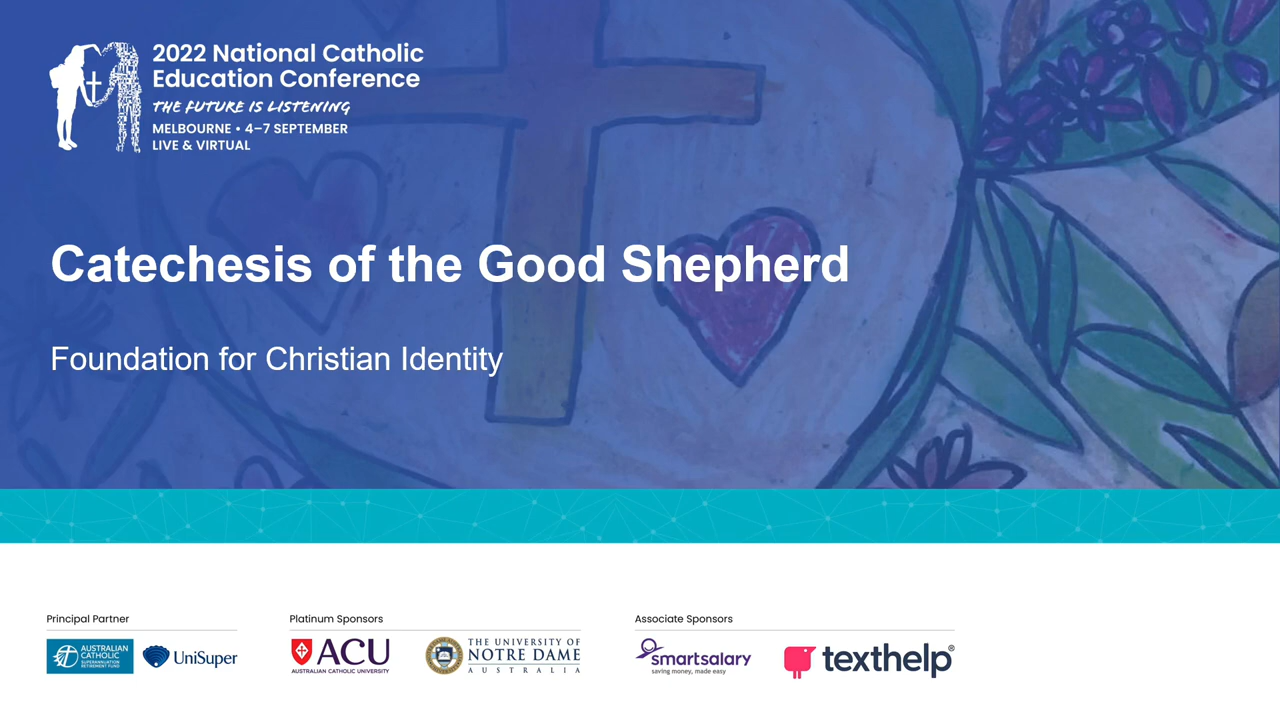 2022 National Catholic
Education Conference
THE FUTURE IS LISTENING
MELBOURNE • 4–7 SEPTEMBER
LIVE & VIRTUAL
Catechesis of the Good Shepherd
Foundation for Christian Identity
Principal Partner
AUSTRALIAN
CATHOLIC
SUPERANNUATION
RETIREMENT FUND
UniSuper
Platinum Sponsors
ACU
AUSTRALIAN CATHOLIC UNIVERSITY
THE UNIVERSITY OF
NOTRE DAME
AUSTRALIA
Associate Sponsors
smartsalary
saving money, made easy
texthelp®